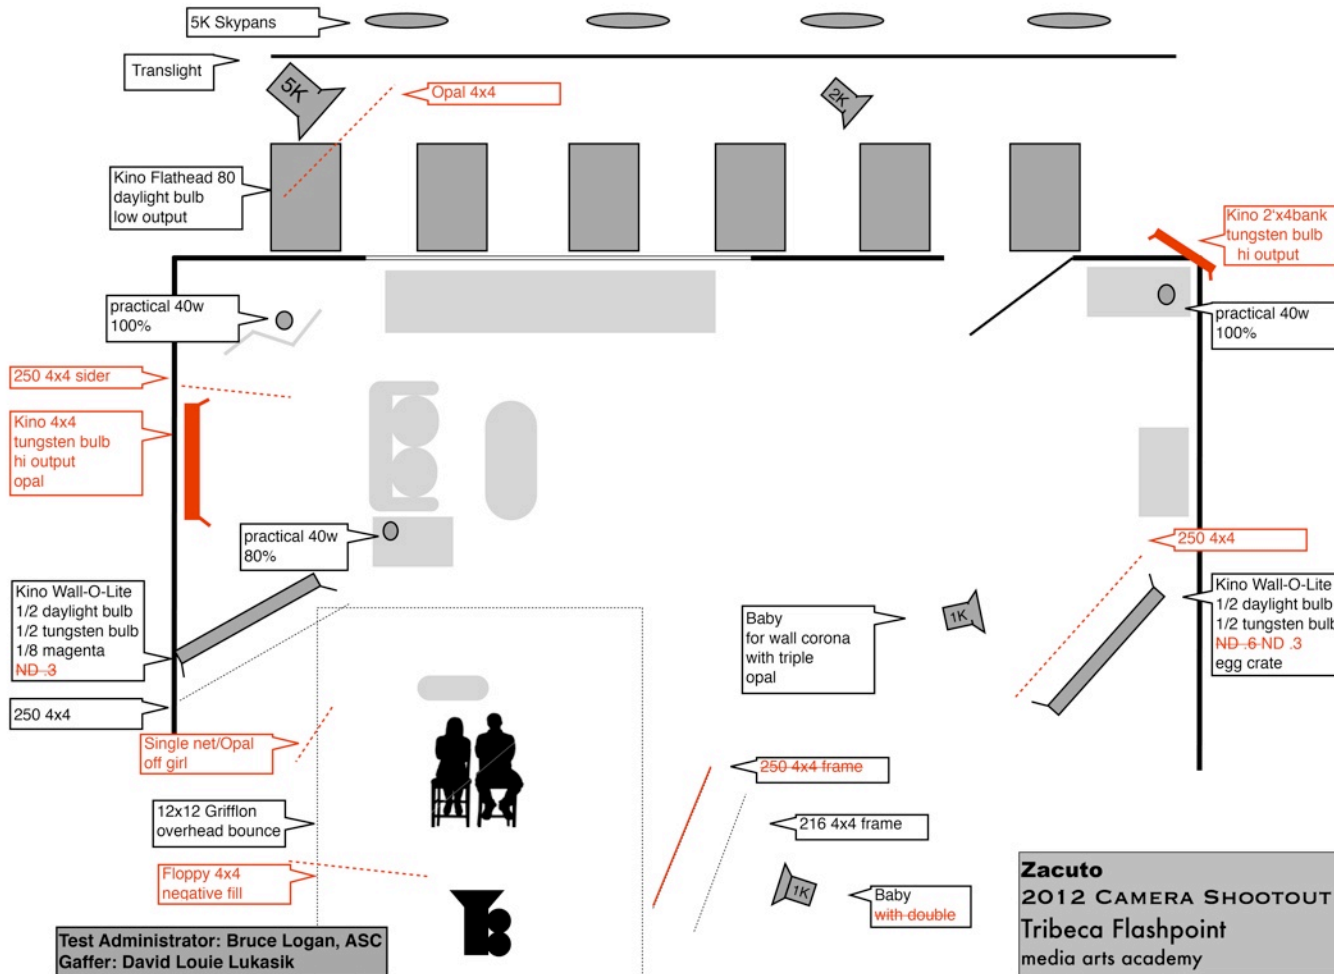 5K Skypans
Translight
5K
Opal 4x4
2K
Kino Flathead 80
daylight bulb
low output
Kino 2'x4bank
tungsten bulb
hi output
practical 40w
100%
practical 40w
100%
250 4x4 sider
Kino 4x4
tungsten bulb
hi output
opal
practical 40w
80%
250 4x4
Kino Wall-O-Lite
1/2 daylight bulb
1/2 tungsten bulb
1/8 magenta
ND .3
Baby
for wall corona
with triple
opal
1K
Kino Wall-O-Lite
1/2 daylight bulb
1/2 tungsten bulb
ND .6 ND .3
egg crate
250 4x4
Single net/Opal
off girl
250 4x4 frame
12x12 Grifflon
overhead bounce
216 4x4 frame
Floppy 4x4
negative fill
1K
Baby
with double
Test Administrator: Bruce Logan, ASC
Gaffer: David Louie Lukasik
Zacuto
2012 CAMERA SHOOTOUT
Tribeca Flashpoint
media arts academy